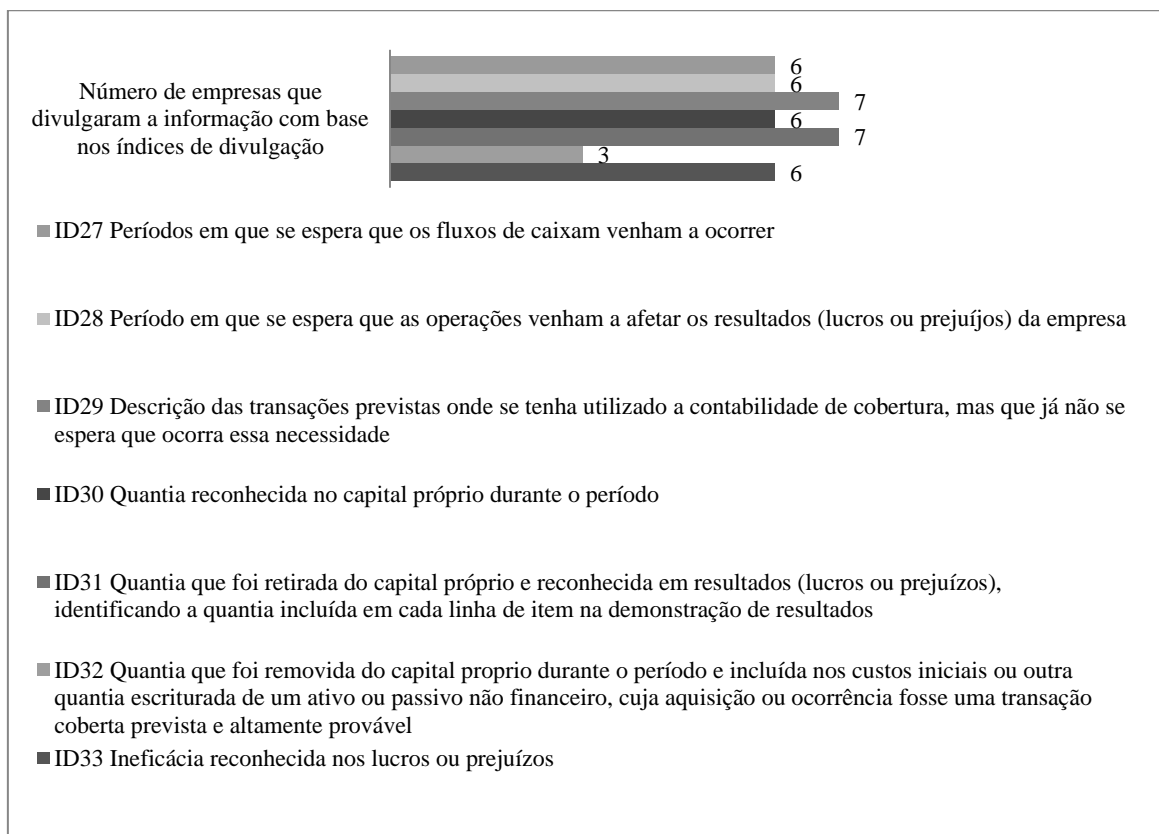 Número de empresas que
divulgaram a informação com base
nos índices de divulgação
6
6
7
6
7
3
6
ID27 Períodos em que se espera que os fluxos de caixam venham a ocorrer
ID28 Período em que se espera que as operações venham a afetar os resultados (lucros ou prejuíjos) da empresa
ID29 Descrição das transações previstas onde se tenha utilizado a contabilidade de cobertura, mas que já não se
espera que ocorra essa necessidade
ID30 Quantia reconhecida no capital próprio durante o período
ID31 Quantia que foi retirada do capital próprio e reconhecida em resultados (lucros ou prejuízos),
identificando a quantia incluída em cada linha de item na demonstração de resultados
ID32 Quantia que foi removida do capital proprio durante o período e incluída nos custos iniciais ou outra
quantia escriturada de um ativo ou passivo não financeiro, cuja aquisição ou ocorrência fosse uma transação
coberta prevista e altamente provável
ID33 Ineficácia reconhecida nos lucros ou prejuízos